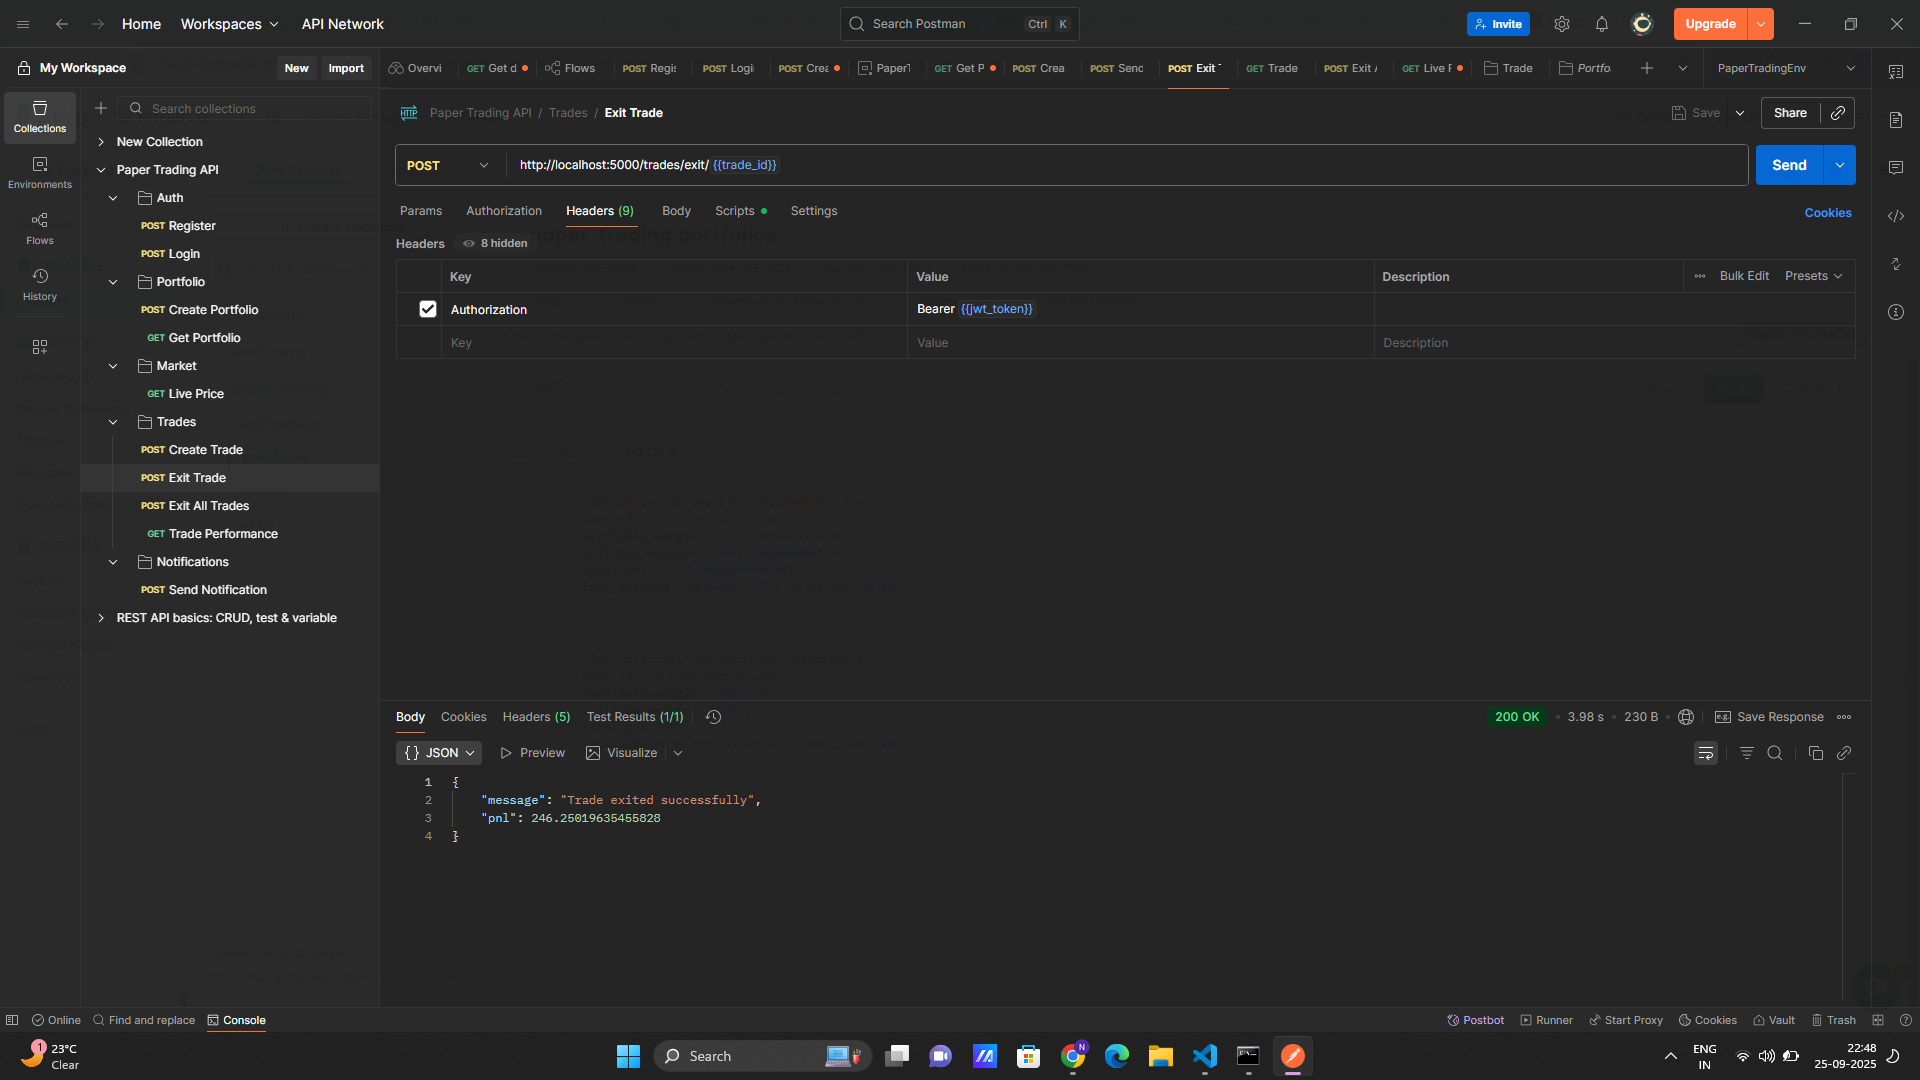 Home
Workspaces
API Network
Search Postman
Ctrl
K
Invite
Upgrade
My Workspace
New
Import
Overvi
GET Get d
Flows
POST Regis
POST Logi
POST Crea
PaperT
GET Get P
POST Crea
POST Send
POST Exit T
GET Trade
POST Exit A
GET Live P
Trade
Portfo
PaperTradingEnv
Collections
Environments
Flows
History
Search collections
New Collection
Paper Trading API
Auth
POST Register
POST Login
Portfolio
POST Create Portfolio
GET Get Portfolio
Market
GET Live Price
Trades
POST Create Trade
POST Exit Trade
POST Exit All Trades
GET Trade Performance
Notifications
POST Send Notification
REST API basics: CRUD, test & variable
HTTP
Paper Trading API / Trades / Exit Trade
Save
Share
POST
http://localhost:5000/trades/exit/ {{trade_id}}
Send
Params
Authorization
Headers (9)
Body
Scripts
Settings
Cookies
Headers
8 hidden
Key
Value
Description
Bulk Edit
Presets
Authorization
Bearer {{jwt_token}}
Key
Value
Description
Body
Cookies
Headers (5)
Test Results (1/1)
200 OK
3.98 s
230 B
e.g.
Save Response
{} JSON
Preview
Visualize
1 {
2 "message": "Trade exited successfully",
3 "pnl": 246.25019635455828
4 }
Online
Find and replace
Console
Postbot
Runner
Start Proxy
Cookies
Vault
Trash
1
23°C
Clear
Search
N
ENG
IN
22:48
25-09-2025